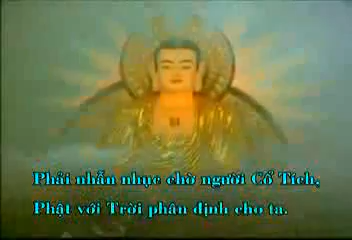 Phải nhẫn nhục chờ người Cổ Tích,
Phật với Trời phân định cho ta.